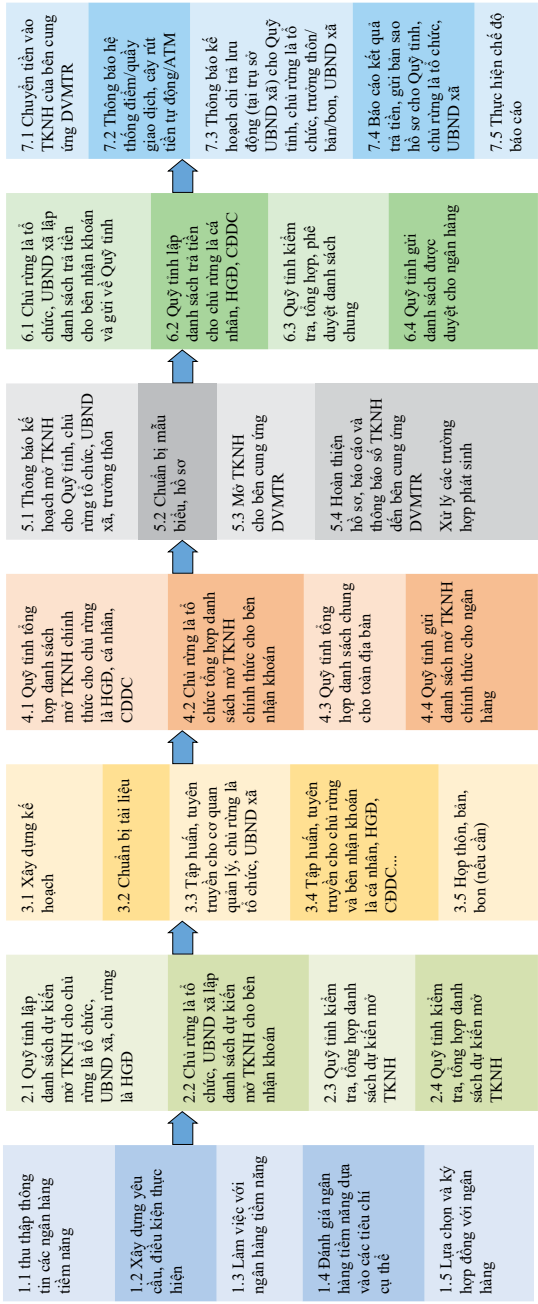 1.1 thu thập thông
tin các ngân hàng
tiềm năng
1.2 Xây dựng yêu
cầu, điều kiện thực
hiện
1.3 Làm việc với
ngân hàng tiềm năng
1.4 Đánh giá ngân
hàng tiềm năng dựa
vào các tiêu chí
cụ thể
1.5 Lựa chọn và ký
hợp đồng với ngân
hàng
2.1 Quỹ tỉnh lập
danh sách dự kiến
mở TKNH cho chủ
rừng là tổ chức,
UBND xã, chủ rừng
là HGĐ
2.2 Chủ rừng là tổ
chức, UBND xã lập
danh sách dự kiến
mở TKNH cho bên
nhận khoán
2.3 Quỹ tỉnh kiểm
tra, tổng hợp danh
sách dự kiến mở
TKNH
2.4 Quỹ tỉnh kiểm
tra, tổng hợp danh
sách dự kiến mở
TKNH
3.1 Xây dựng kế
hoạch
3.2 Chuẩn bị tài liệu
3.3 Tập huấn, tuyên
truyền cho cơ quan
quản lý, chủ rừng là
tổ chức, UBND xã
3.4 Tập huấn, tuyên
truyền cho chủ rừng
và bên nhận khoán
là cá nhân, HGĐ,
CĐDC...
3.5 Họp thôn, bản,
bon (nếu cần)
4.1 Quỹ tỉnh tổng
hợp danh sách
mở TKNH chính
thức cho chủ rừng
là HGĐ, cá nhân,
CDDC
4.2 Chủ rừng là tổ
chức tổng hợp danh
sách mở TKNH
chính thức cho bên
nhận khoán
4.3 Quỹ tỉnh tổng
hợp danh sách chung
cho toàn địa bàn
4.4 Quỹ tỉnh gửi
danh sách mở TKNH
chính thức cho ngân
hàng
5.1 Thông báo kế
hoạch mở TKNH
cho Quỹ tỉnh, chủ
rừng tổ chức, UBND
xã, trưởng thôn
5.2 Chuẩn bị mẫu
biểu, hồ sơ
5.3 Mở TKNH
cho bên cung ứng
DVMTR
5.4 Hoàn thiện
hồ sơ, báo cáo và
thông báo số TKNH
đến bên cung ứng
DVMTR
Xử lý các trường
hợp phát sinh
6.1 Chủ rừng là tổ
chức, UBND xã lập
danh sách trả tiền
cho bên nhận khoán
và gửi về Quỹ tỉnh
6.2 Quỹ tỉnh lập
danh sách trả tiền
cho chủ rừng là cá
nhân, HGĐ, CĐDC
6.3 Quỹ tỉnh kiểm
tra, tổng hợp, phê
duyệt danh sách
chung
6.4 Quỹ tỉnh gửi
danh sách được
duyệt cho ngân hàng
7.1 Chuyển tiền vào
TKNH của bên cung
ứng DVMTR
7.2 Thông báo hệ
thống điểm/quầy
giao dịch, cây rút
tiền tự động/ATM
7.3 Thông báo kế
hoạch chi trả lưu
động (tại trụ sở
UBND xã) cho Quỹ
tỉnh, chủ rừng là tổ
chức, trưởng thôn/
bản/bon, UBND xã
7.4 Báo cáo kết quả
trả tiền, gửi bản sao
hồ sơ cho Quỹ tỉnh,
chủ rừng là tổ chức,
UBND xã
7.5 Thực hiện chế độ
báo cáo